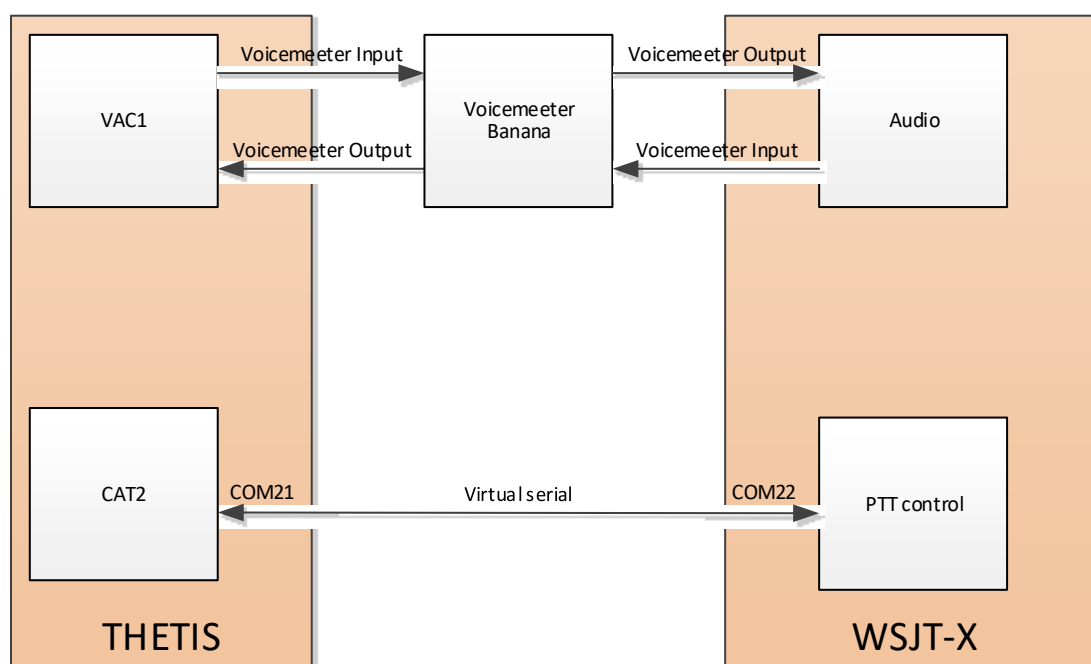 Voicemeeter Input
Voicemeeter Output
VAC1
Voicemeeter
Banana
Audio
Voicemeeter Output
Voicemeeter Input
CAT2
COM21
Virtual serial
COM22
PTT control
THETIS
WSJT-X